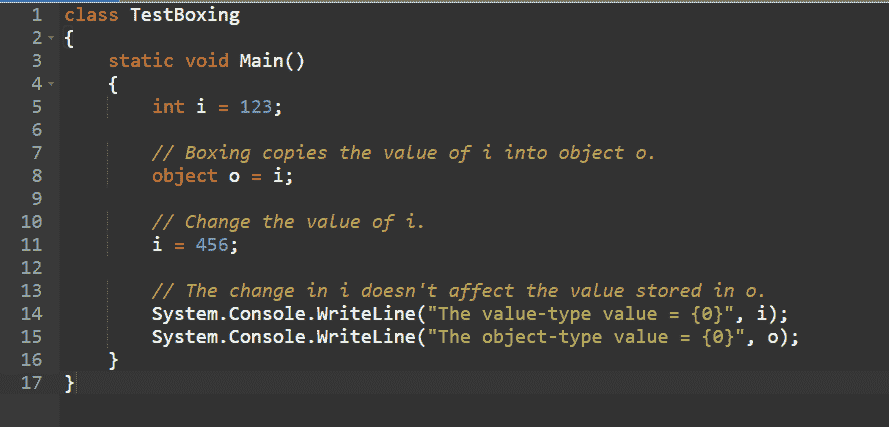 1 class TestBoxing
2 {
3     static void Main()
4     {
5         int i = 123;
6
7         // Boxing copies the value of i into object o.
8         object o = i;
9
10         // Change the value of i.
11         i = 456;
12
13         // The change in i doesn't affect the value stored in o.
14         System.Console.WriteLine("The value-type value = {0}", i);
15         System.Console.WriteLine("The object-type value = {0}", o);
16     }
17 }